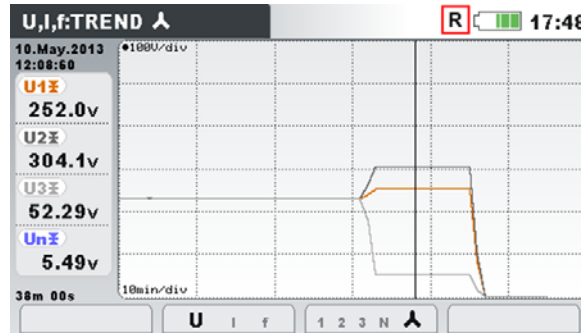 U,I,f:TREND
R
17:48
10.May.2013
12:08:60
●100V/div
U1
252.0v
U2
304.1v
U3
52.29v
Un
5.49v
38m 00s
10min/div
U I f
1 2 3 N